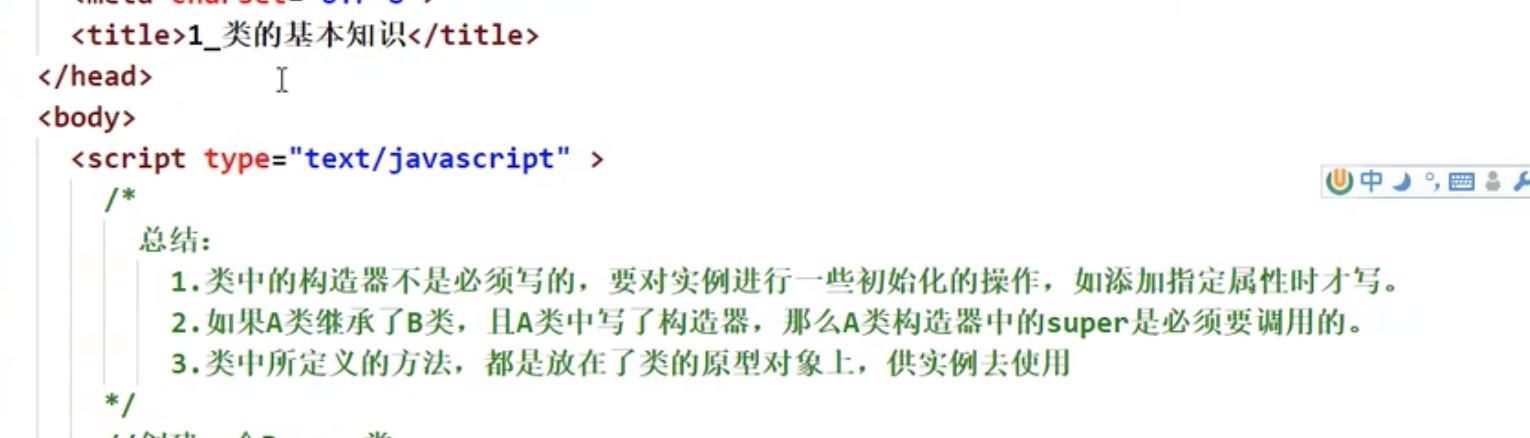 <title>1_类的基本知识</title>
</head>
<body>
<script type="text/javascript" >
/*
总结：
1.类中的构造器不是必须写的，要对实例进行一些初始化的操作，如添加指定属性时才写。
2.如果A类继承了B类，且A类中写了构造器，那么A类构造器中的super是必须要调用的。
3.类中所定义的方法，都是放在了类的原型对象上，供实例去使用
*/
中